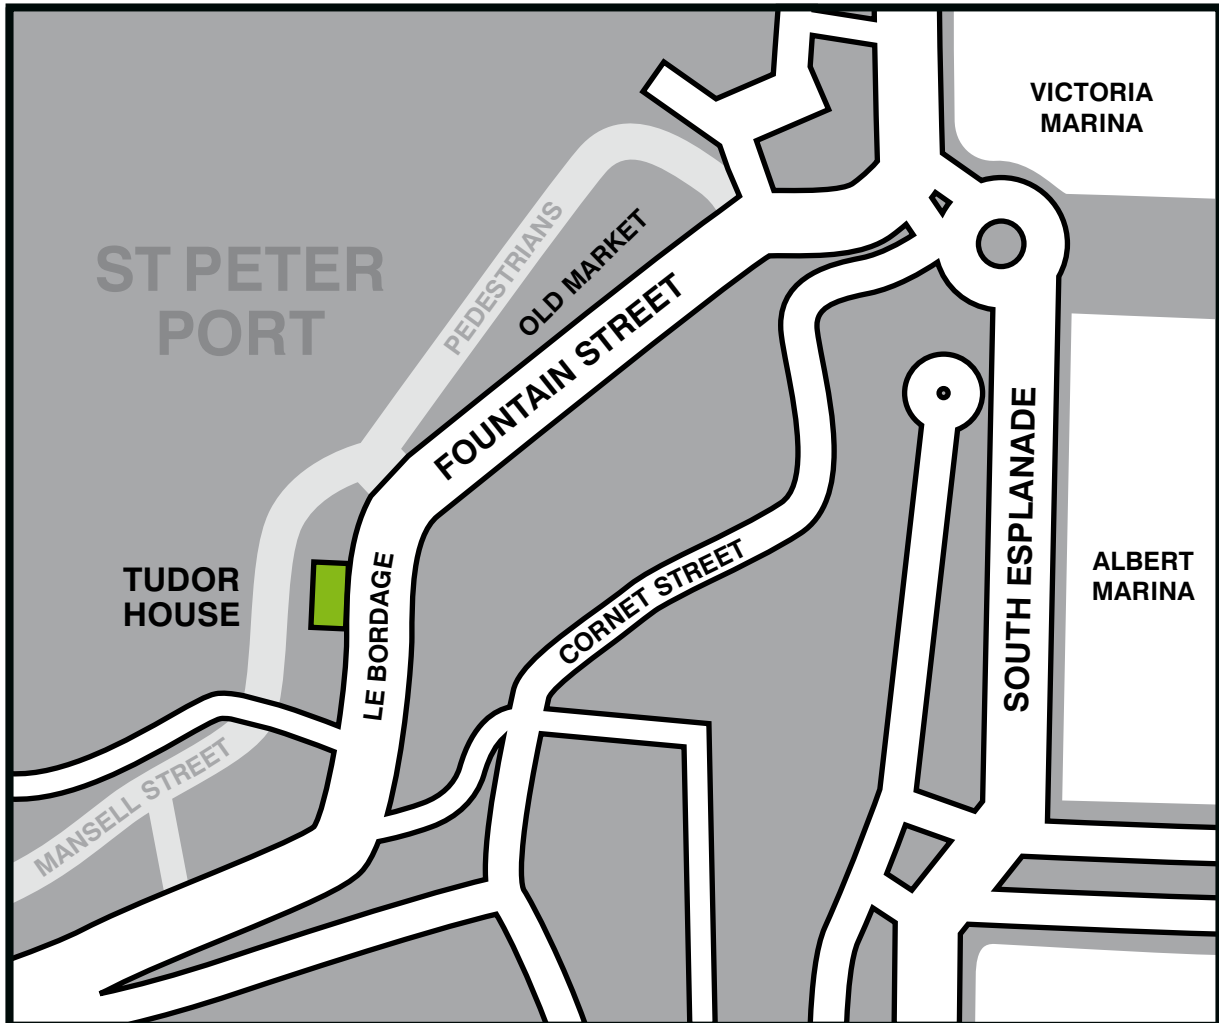 VICTORIA
MARINA
ST PETER
PORT
PEDESTRIANS
OLD MARKET
FOUNTAIN STREET
SOUTH ESPLANADE
ALBERT
MARINA
TUDOR
HOUSE
LE BORDAGE
CORNET STREET
MANSELL STREET